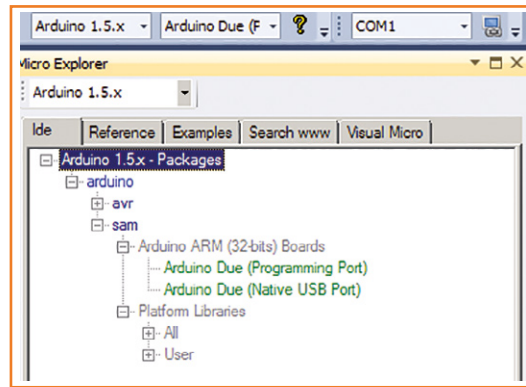 Arduino 1.5.x Arduino Due (F COM1
Micro Explorer
Arduino 1.5.x
Ide Reference Examples Search www Visual Micro
Arduino 1.5.x - Packages
arduino
avr
sam
Arduino ARM (32-bits) Boards
Arduino Due (Programming Port)
Arduino Due (Native USB Port)
Platform Libraries
All
User